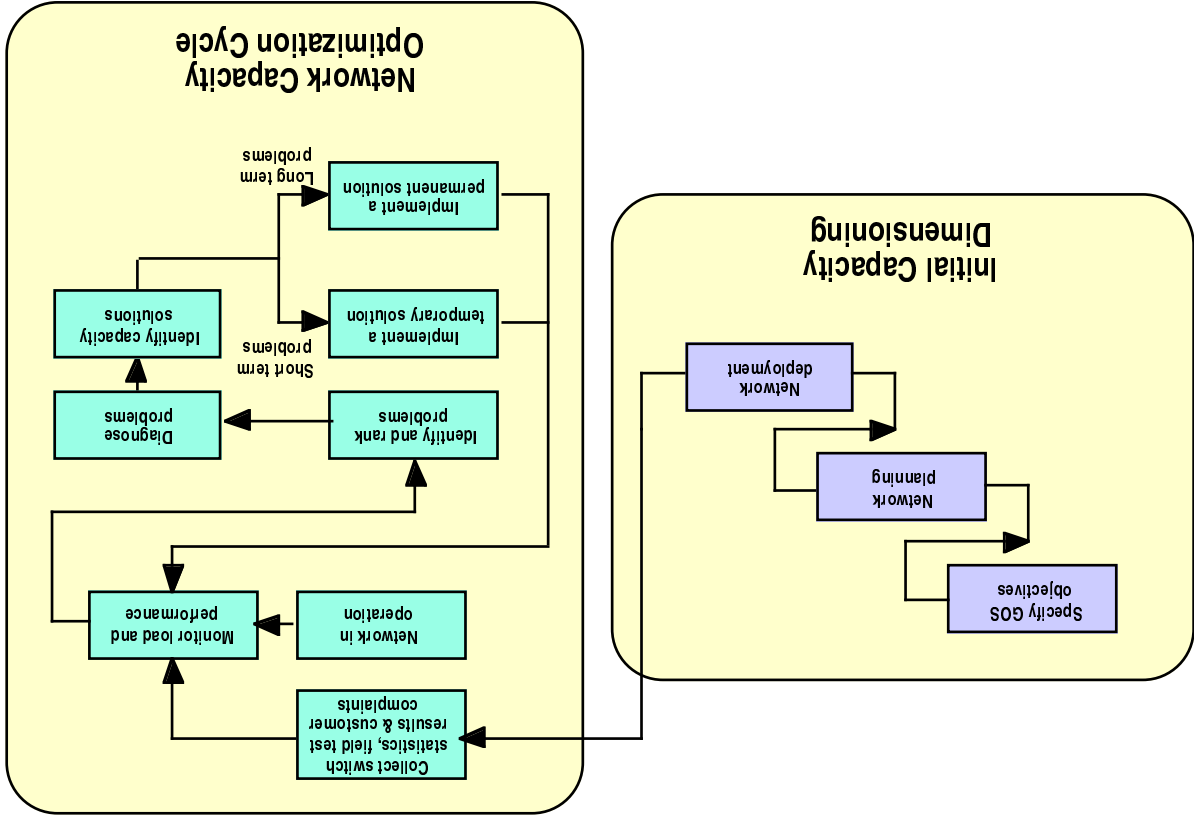 Initial Capacity
Dimensioning
Specify GOS
objectives
Network
planning
Network
deployment
Network Capacity
Optimization Cycle
Collect switch
statistics, field test
results & customer
complaints
Network in
operation
Monitor load and
performance
Identify and rank
problems
Diagnose
problems
Identify capacity
solutions
Short term
problems
Implement a
temporary solution
Long term
problems
Implement a
permanent solution